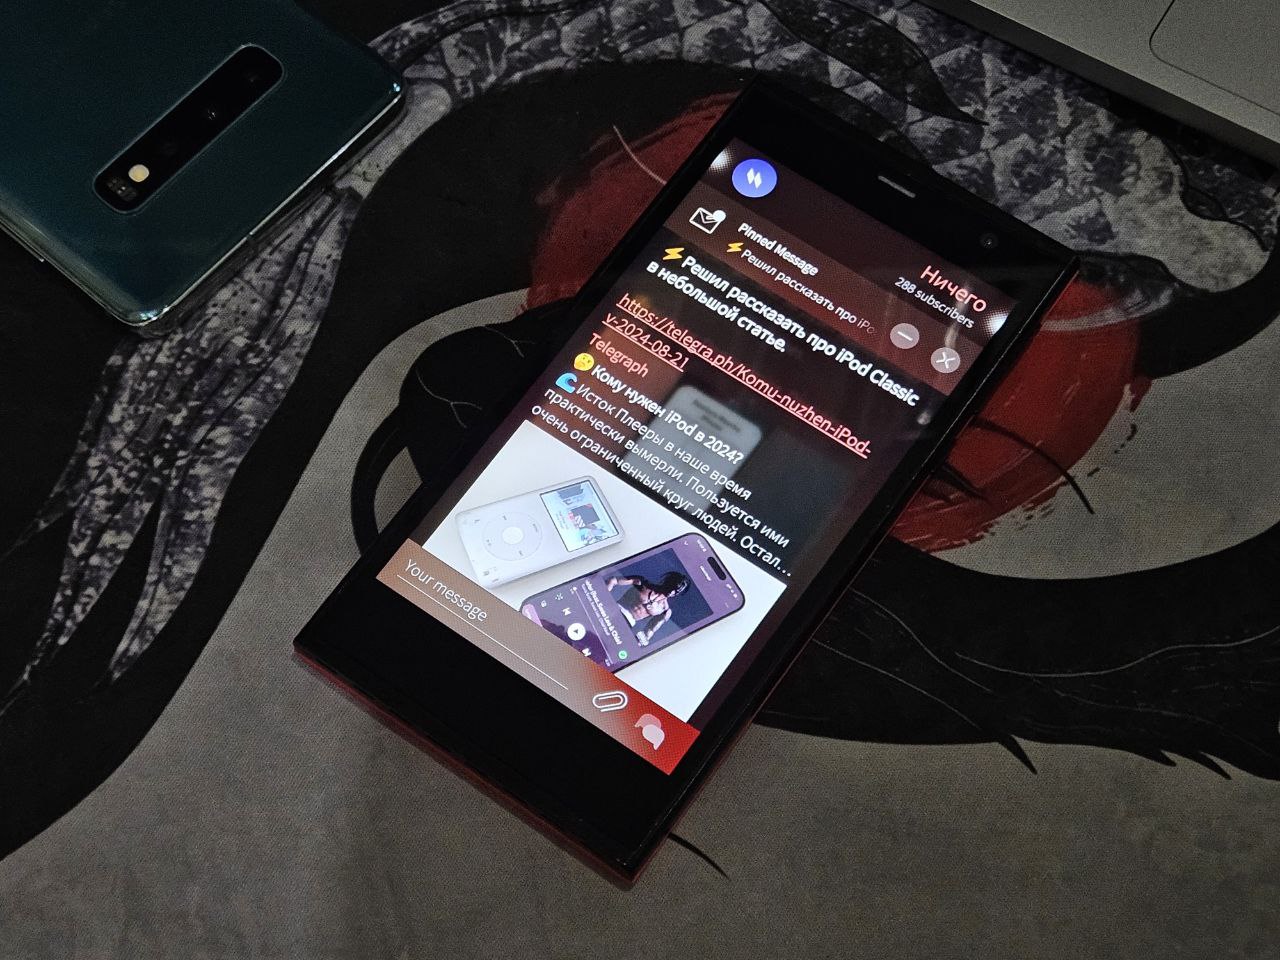 Ничего
288 subscribers
Pinned Message
⚡Решил рассказать про iPo
⚡Решил рассказать про iPod Classic
в небольшой статье.
https://telegra.ph/Komu-nuzhen-iPod-
v-2024-08-21
Telegraph
🤔Кому нужен iPod в 2024?
🌊Исток Плееры в наше время
практически вымерли. Пользуется ими
очень ограниченный круг людей. Остал...
Your message